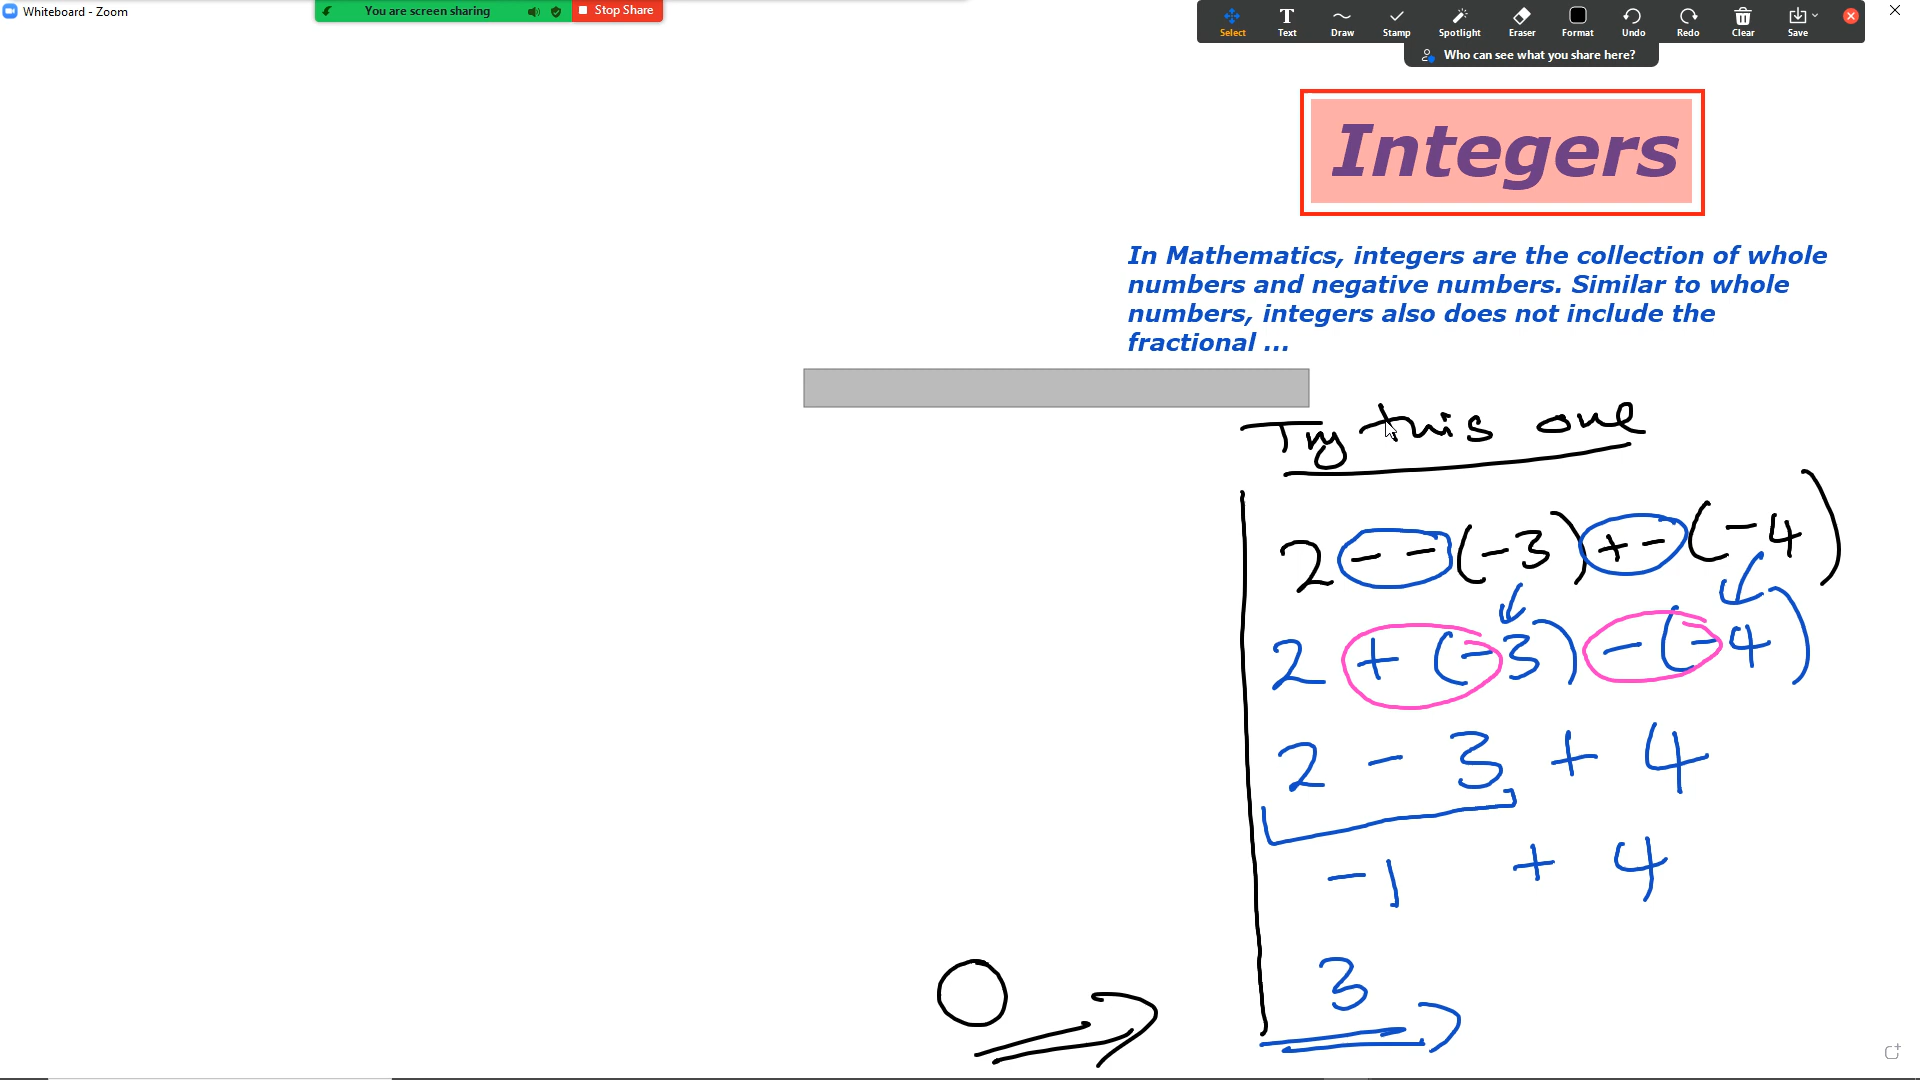 Whiteboard - Zoom
You are screen sharing
Stop Share
Select
Text
Draw
Stamp
Spotlight
Eraser
Format
Undo
Redo
Clear
Save
Who can see what you share here?
Integers
In Mathematics, integers are the collection of whole
numbers and negative numbers. Similar to whole
numbers, integers also does not include the
fractional ...
Try this one
2 - - (-3) + - (-4)
2 + (-3) - (-4)
2 - 3 + 4
-1 + 4
3